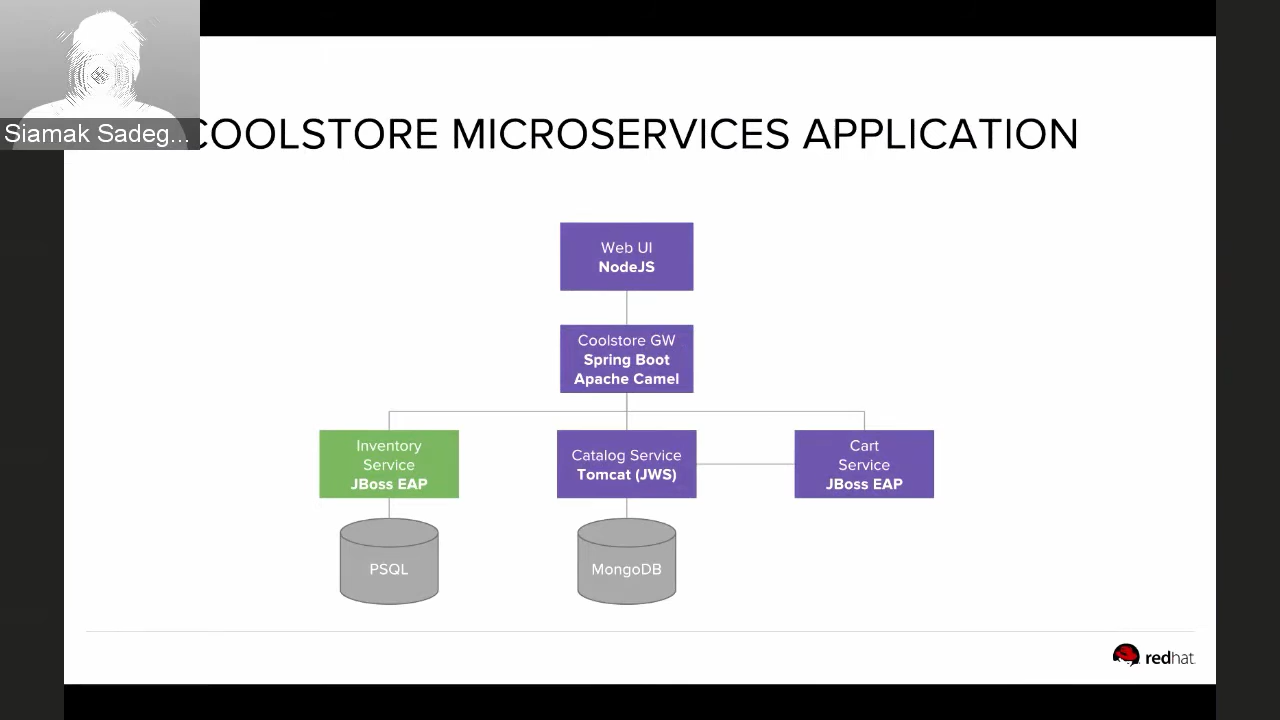 Siamak Sadeg...
COOLSTORE MICROSERVICES APPLICATION
Web UI
NodeJS
Coolstore GW
Spring Boot
Apache Camel
Inventory
Service
JBoss EAP
Catalog Service
Tomcat (JWS)
Cart
Service
JBoss EAP
PSQL
MongoDB
redhat.